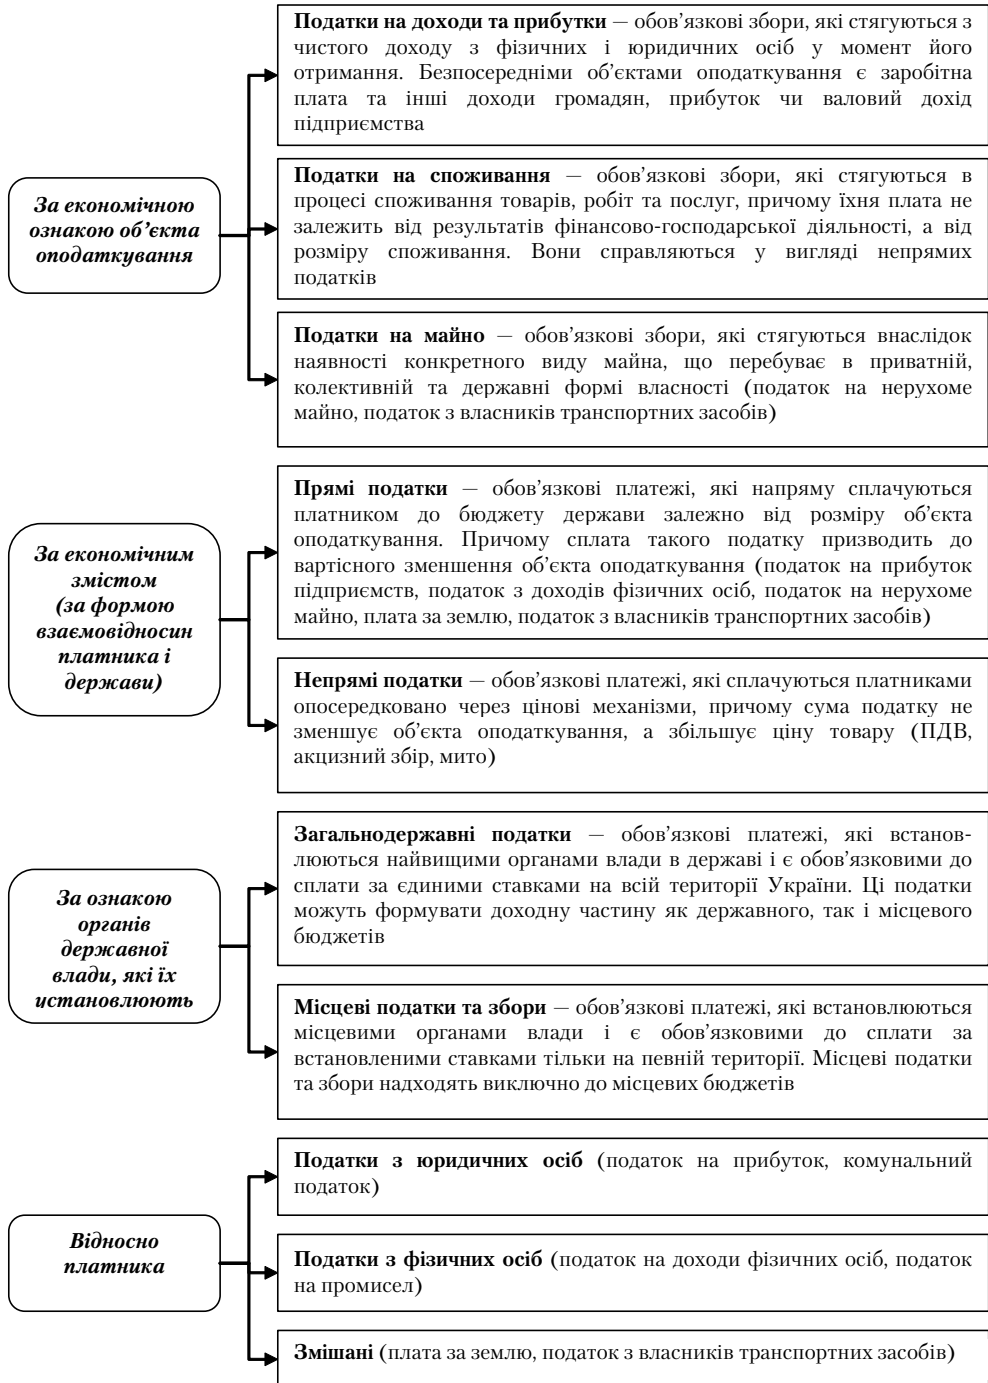 Податки на доходи та прибутки — обов’язкові збори, які стягуються з
чистого доходу з фізичних і юридичних осіб у момент його
отримання. Безпосередніми об’єктами оподаткування є заробітна
плата та інші доходи громадян, прибуток чи валовий дохід
підприємства
За економічною
ознакою об’єкта
оподаткування
Податки на споживання — обов’язкові збори, які стягуються в
процесі споживання товарів, робіт та послуг, причому їхня плата не
залежить від результатів фінансово-господарської діяльності, а від
розміру споживання. Вони справляються у вигляді непрямих
податків
Податки на майно — обов’язкові збори, які стягуються внаслідок
наявності конкретного виду майна, що перебуває в приватній,
колективній та державні формі власності (податок на нерухоме
майно, податок з власників транспортних засобів)
За економічним
змістом
(за формою
взаємовідносин
платника і
держави)
Прямі податки — обов’язкові платежі, які напряму сплачуються
платником до бюджету держави залежно від розміру об’єкта
оподаткування. Причому сплата такого податку призводить до
вартісного зменшення об’єкта оподаткування (податок на прибуток
підприємств, податок з доходів фізичних осіб, податок на нерухоме
майно, плата за землю, податок з власників транспортних засобів)
Непрямі податки — обов’язкові платежі, які сплачуються платниками
опосередковано через цінові механізми, причому сума податку не
зменшує об’єкта оподаткування, а збільшує ціну товару (ПДВ,
акцизний збір, мито)
За ознакою
органів
державної
влади, які їх
установлюють
Загальнодержавні податки — обов’язкові платежі, які встанов-
люються найвищими органами влади в державі і є обов’язковими до
сплати за єдиними ставками на всій території України. Ці податки
можуть формувати доходну частину як державного, так і місцевого
бюджетів
Місцеві податки та збори — обов’язкові платежі, які встановлюються
місцевими органами влади і є обов’язковими до сплати за
встановленими ставками тільки на певній території. Місцеві податки
та збори надходять виключно до місцевих бюджетів
Відносно
платника
Податки з юридичних осіб (податок на прибуток, комунальний
податок)
Податки з фізичних осіб (податок на доходи фізичних осіб, податок
на промисел)
Змішані (плата за землю, податок з власників транспортних засобів)